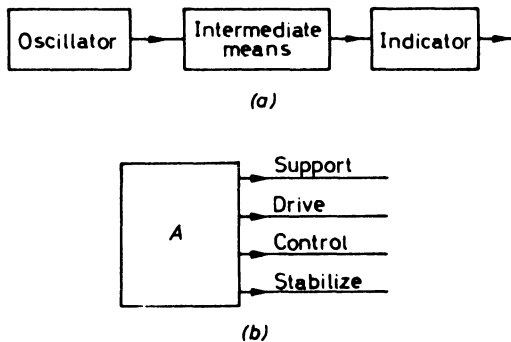 Oscillator
Intermediate
means
Indicator
(a)
A
Support
Drive
Control
Stabilize
(b)